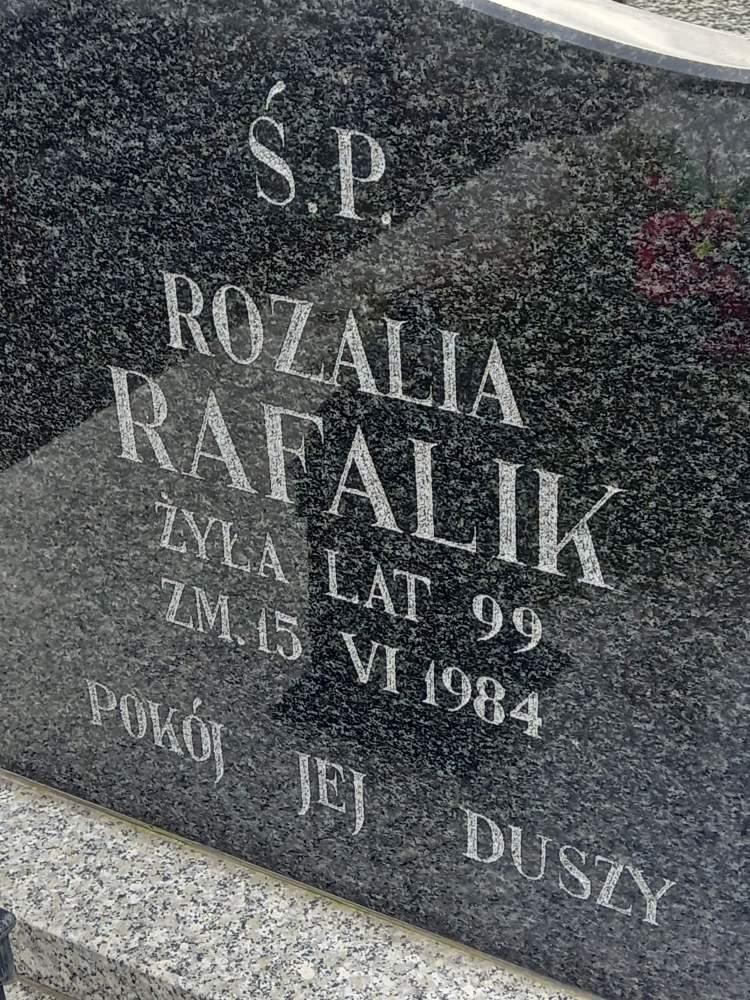 Ś.P.
ROZALIA
RAFALIK
ŻYŁA LAT 99
ZM. 15 VI 1984
POKÓJ JEJ DUSZY